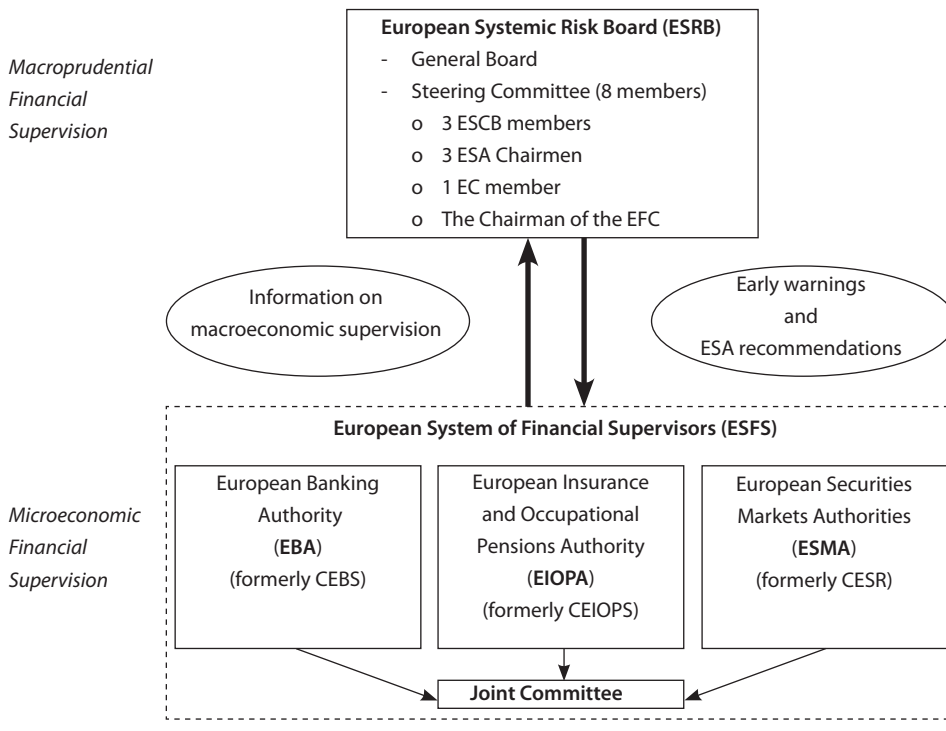 European Systemic Risk Board (ESRB)
- General Board
- Steering Committee (8 members)
o 3 ESCB members
o 3 ESA Chairmen
o 1 EC member
o The Chairman of the EFC
Macroprudential
Financial
Supervision
Information on
macroeconomic supervision
Early warnings
and
ESA recommendations
European System of Financial Supervisors (ESFS)
Microeconomic
Financial
Supervision
European Banking
Authority
(EBA)
(formerly CEBS)
European Insurance
and Occupational
Pensions Authority
(EIOPA)
(formerly CEIOPS)
European Securities
Markets Authorities
(ESMA)
(formerly CESR)
Joint Committee